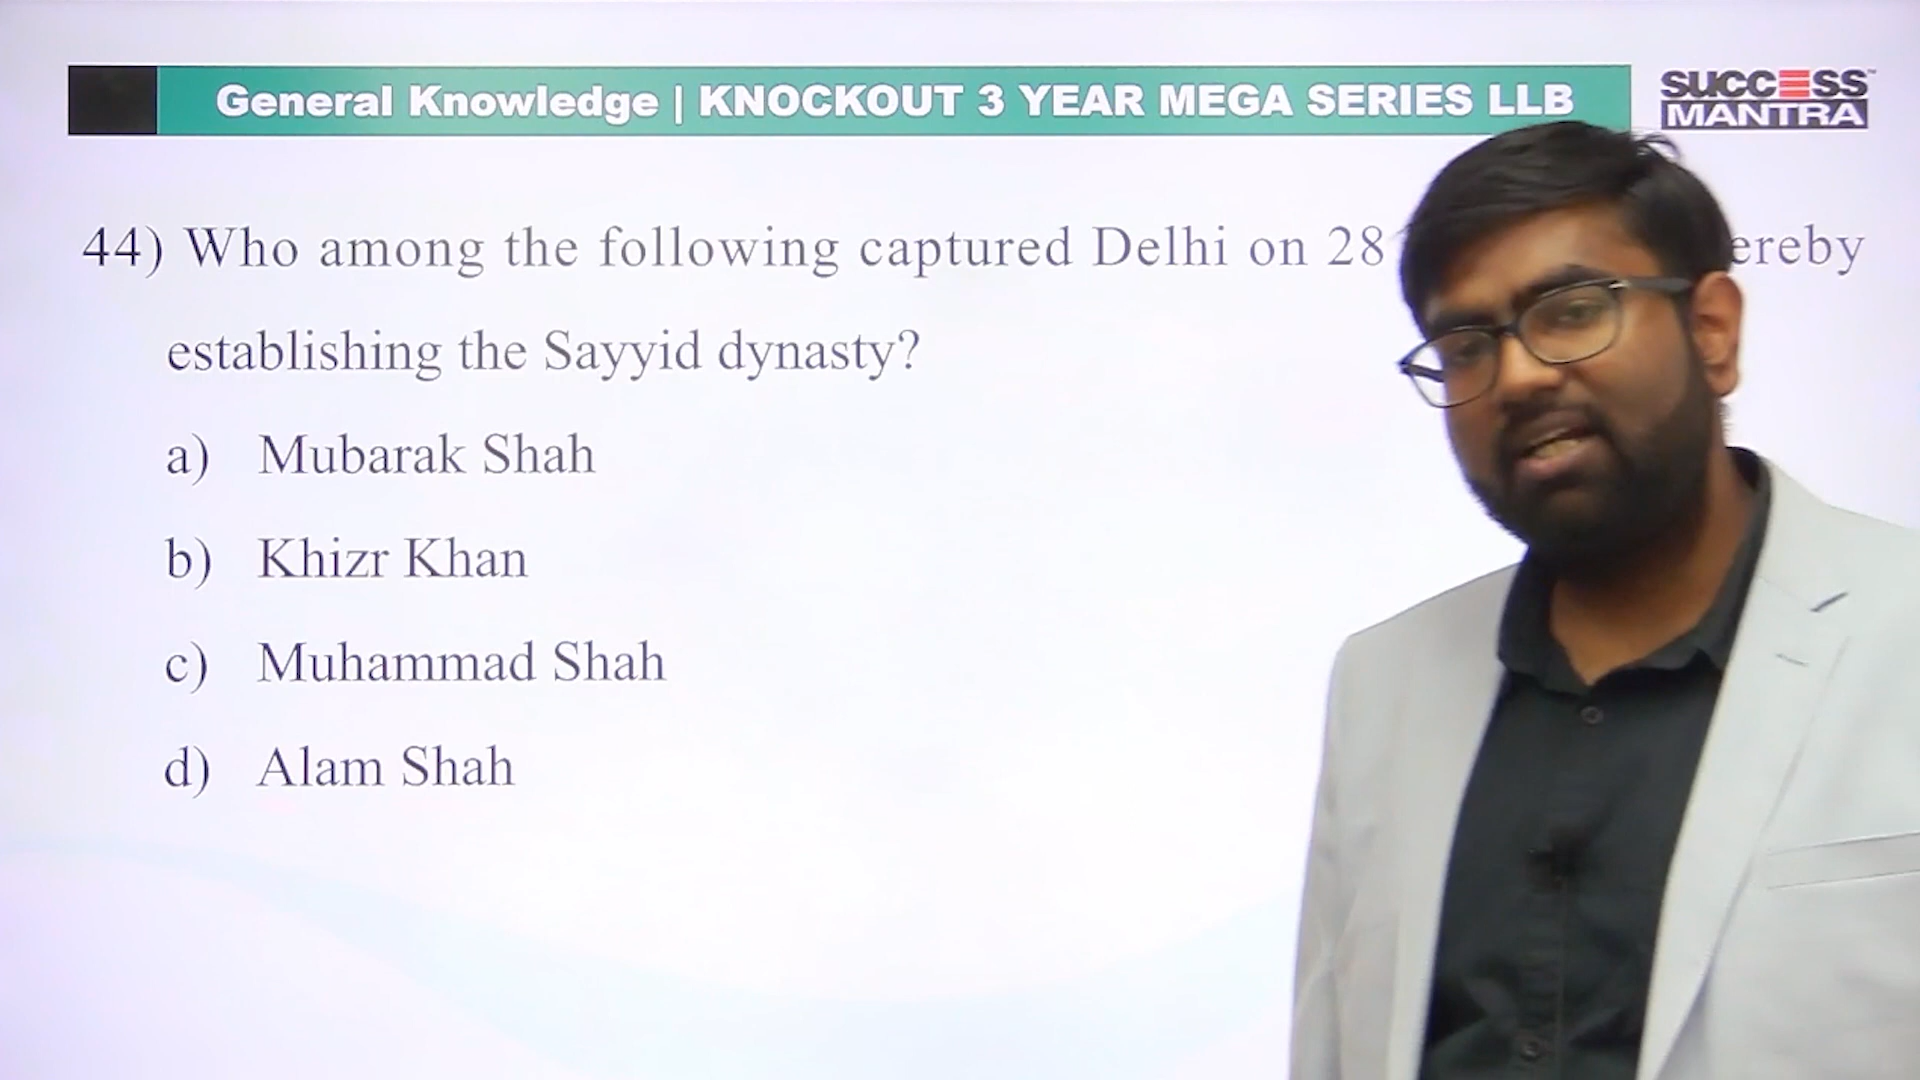 General Knowledge | KNOCKOUT 3 YEAR MEGA SERIES LLB
SUCCESS
MANTRA
44) Who among the following captured Delhi on 28
establishing the Sayyid dynasty?
a) Mubarak Shah
b) Khizr Khan
c) Muhammad Shah
d) Alam Shah